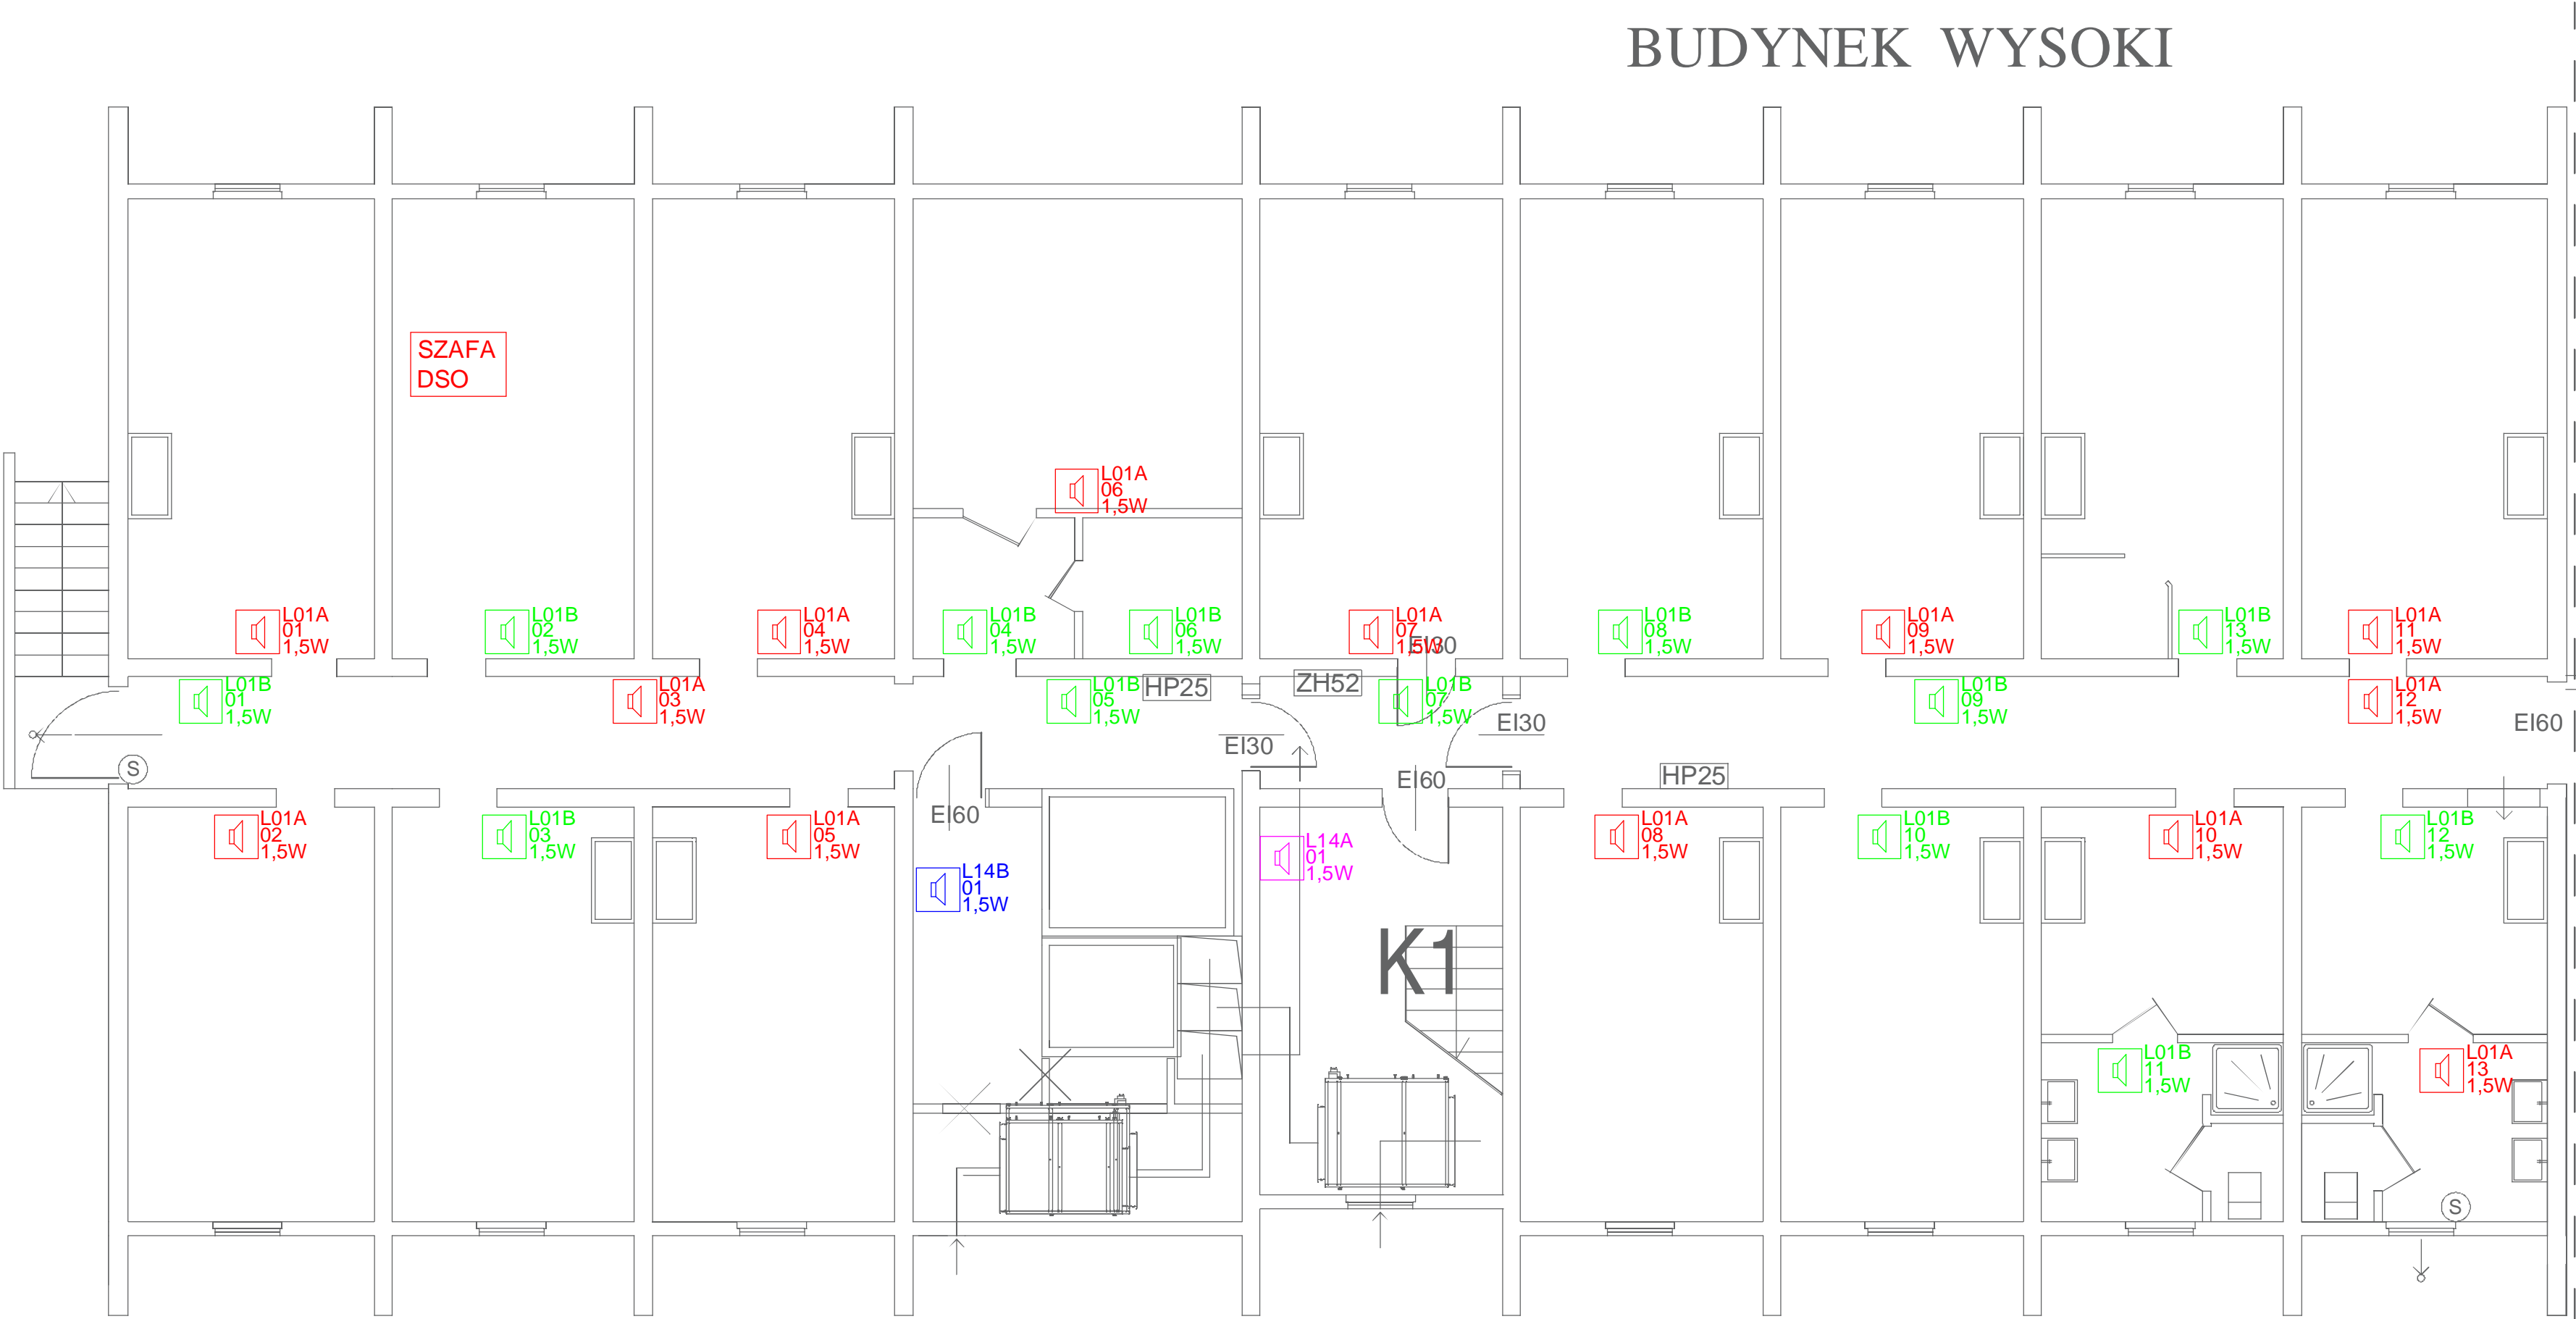 BUDYNEK WYSOKI
SZAFA
DSO
L01A
06
1,5W
L01A
01
1,5W
L01B
02
1,5W
L01A
04
1,5W
L01B
04
1,5W
L01B
06
1,5W
L01A
07
1,5W
EI30
L01B
08
1,5W
L01A
09
1,5W
L01B
13
1,5W
L01A
11
1,5W
L01B
01
1,5W
L01A
03
1,5W
L01B
05
1,5W
HP25
ZH52
L01B
07
1,5W
L01B
09
1,5W
L01A
12
1,5W
EI30
EI30
EI60
S
EI60
HP25
EI60
L01A
02
1,5W
L01B
03
1,5W
L01A
05
1,5W
L14B
01
1,5W
L14A
01
1,5W
L01A
08
1,5W
L01B
10
1,5W
L01A
10
1,5W
L01B
12
1,5W
K1
L01B
11
1,5W
L01A
13
1,5W
S